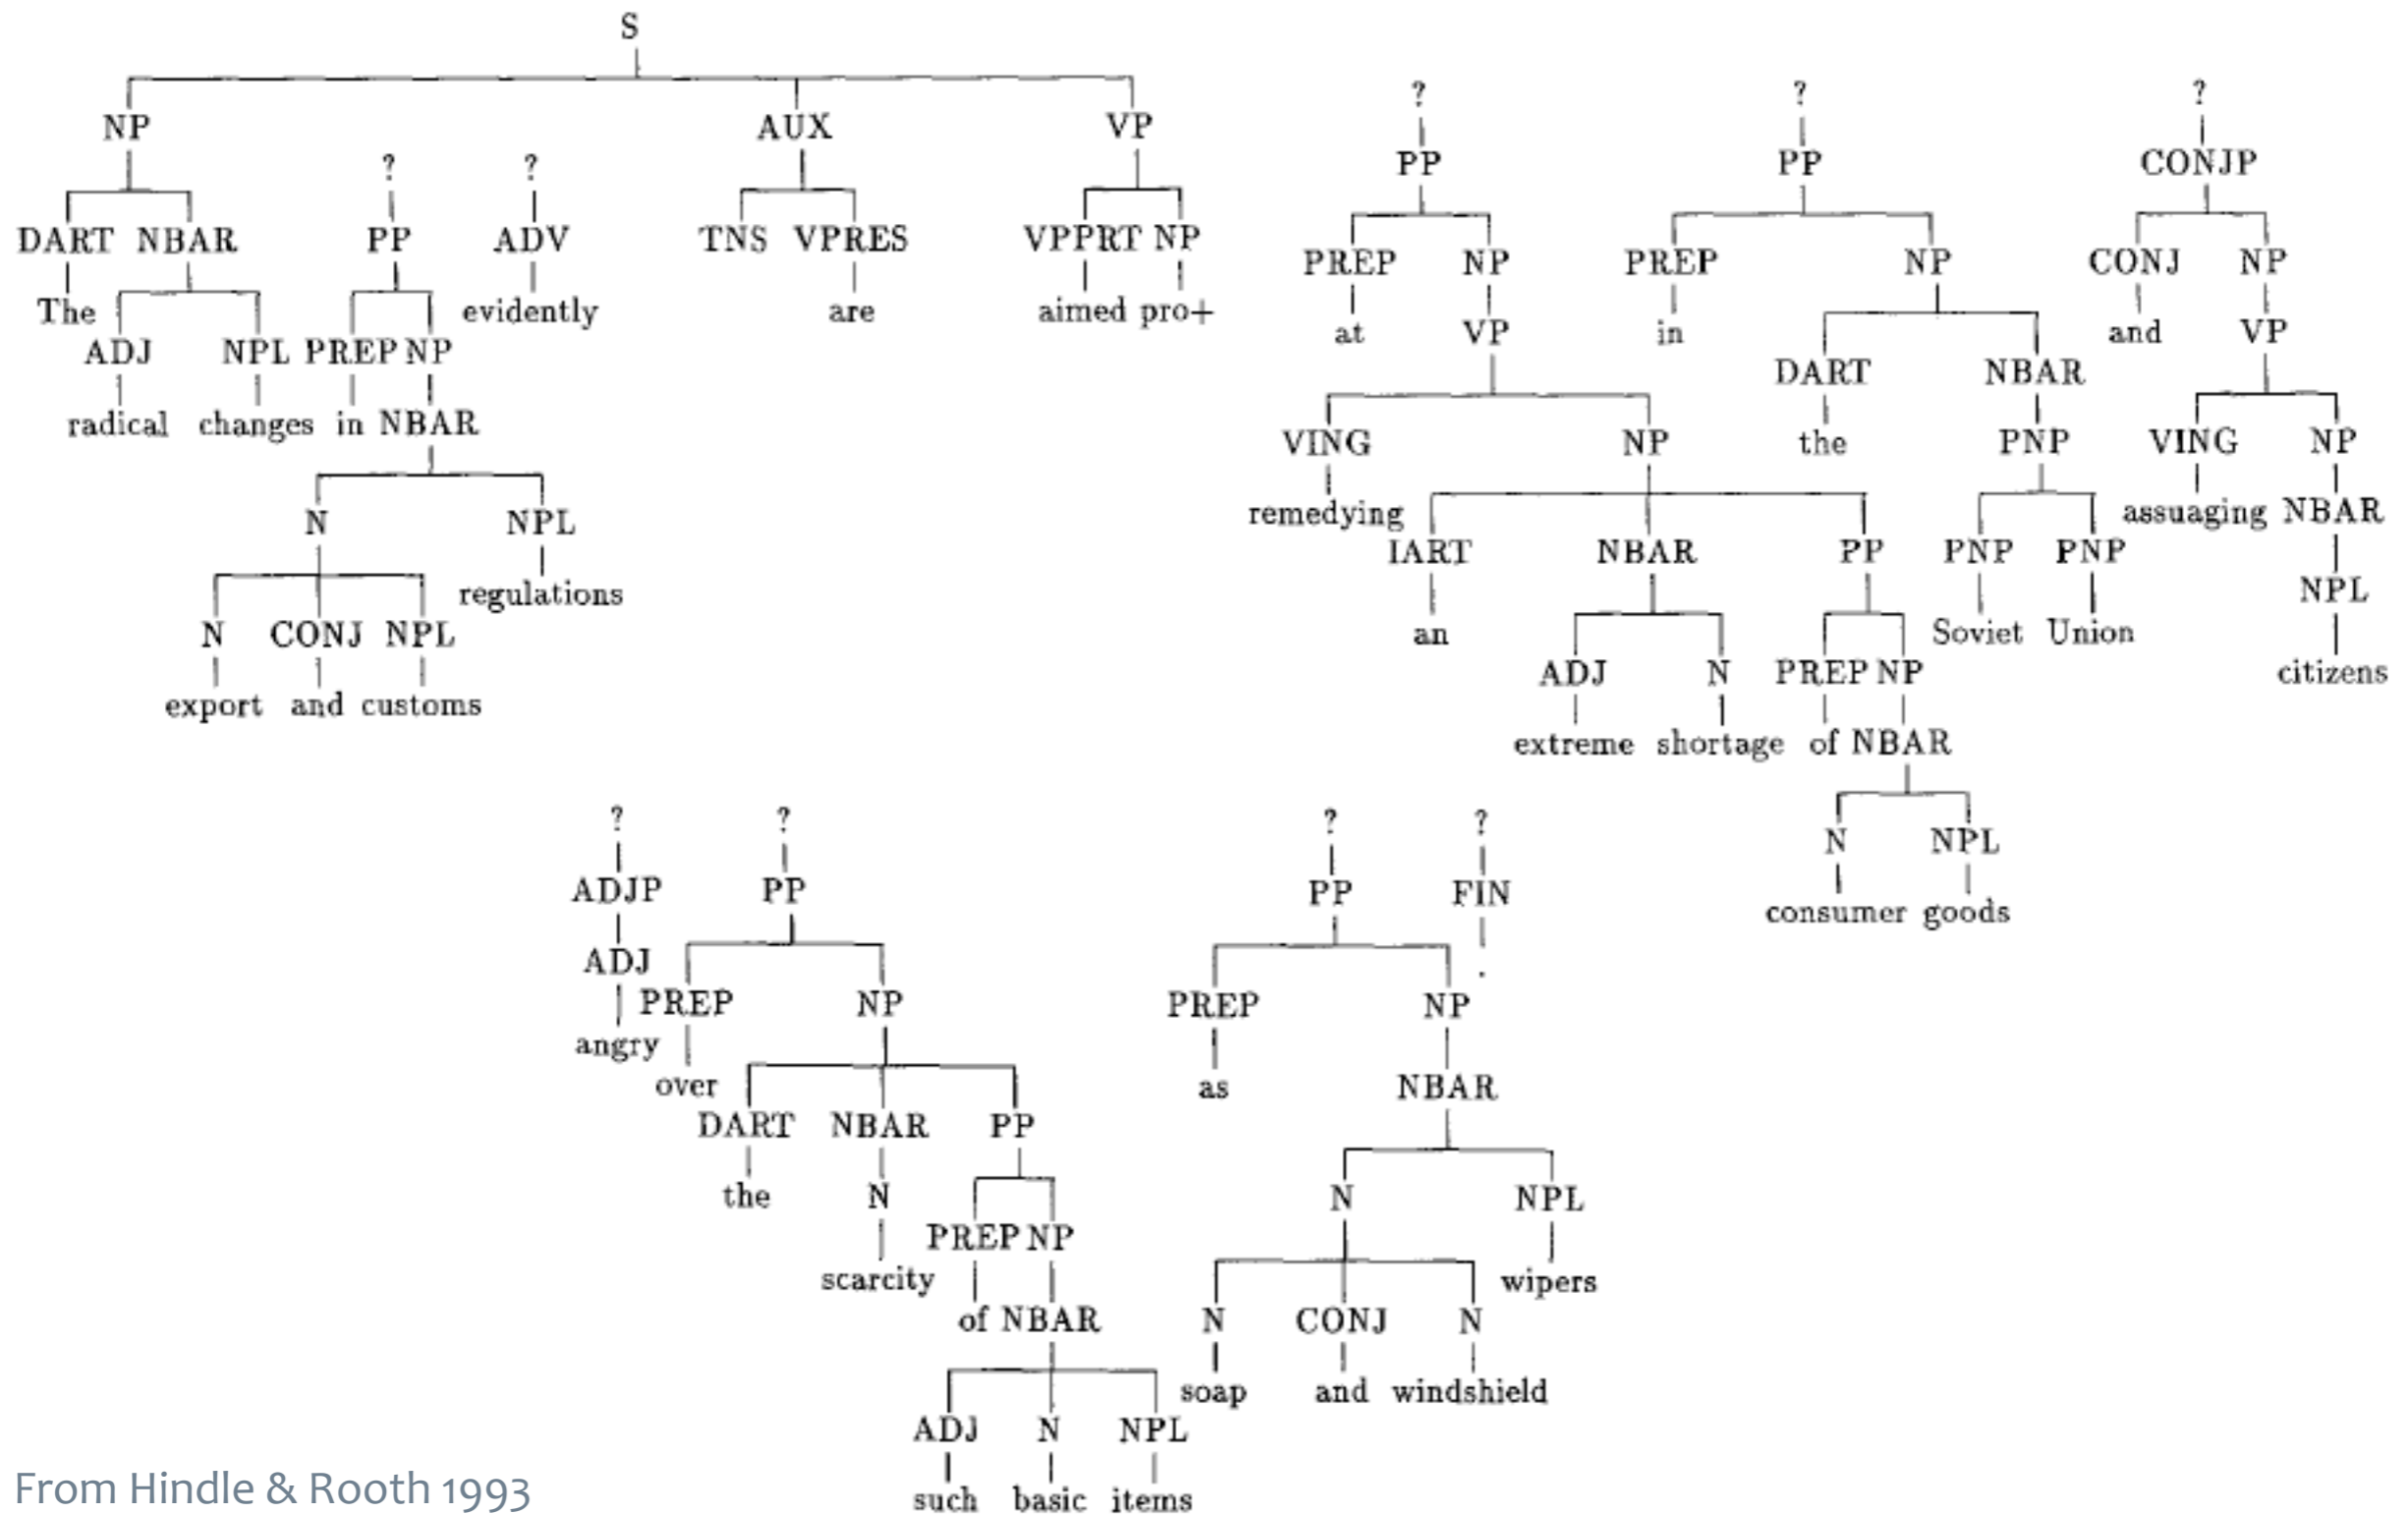 S
NP AUX VP
? ?
DART NBAR PP ADV TNS VPRES VPPRT NP
The evidently are aimed pro+
ADJ NPL PREP NP
radical changes in NBAR
N NPL
regulations
N CONJ NPL
export and customs
? ? ?
PP PP CONJP
PREP NP PREP NP CONJ NP
at VP in and VP
DART NBAR
VING NP the PNP VING NP
remedying assuaging NBAR
IART NBAR PP PNP PNP
NPL
an Soviet Union
ADJ N PREP NP citizens
extreme shortage of NBAR
N NPL
consumer goods
? ?
ADJP PP
ADJ
PREP NP
angry
over
DART NBAR PP
the N
PREP NP
scarcity
of NBAR
ADJ N NPL
such basic items
? ?
PP FIN
.
PREP NP
as NBAR
N NPL
wipers
N CONJ N
soap and windshield
From Hindle & Rooth 1993